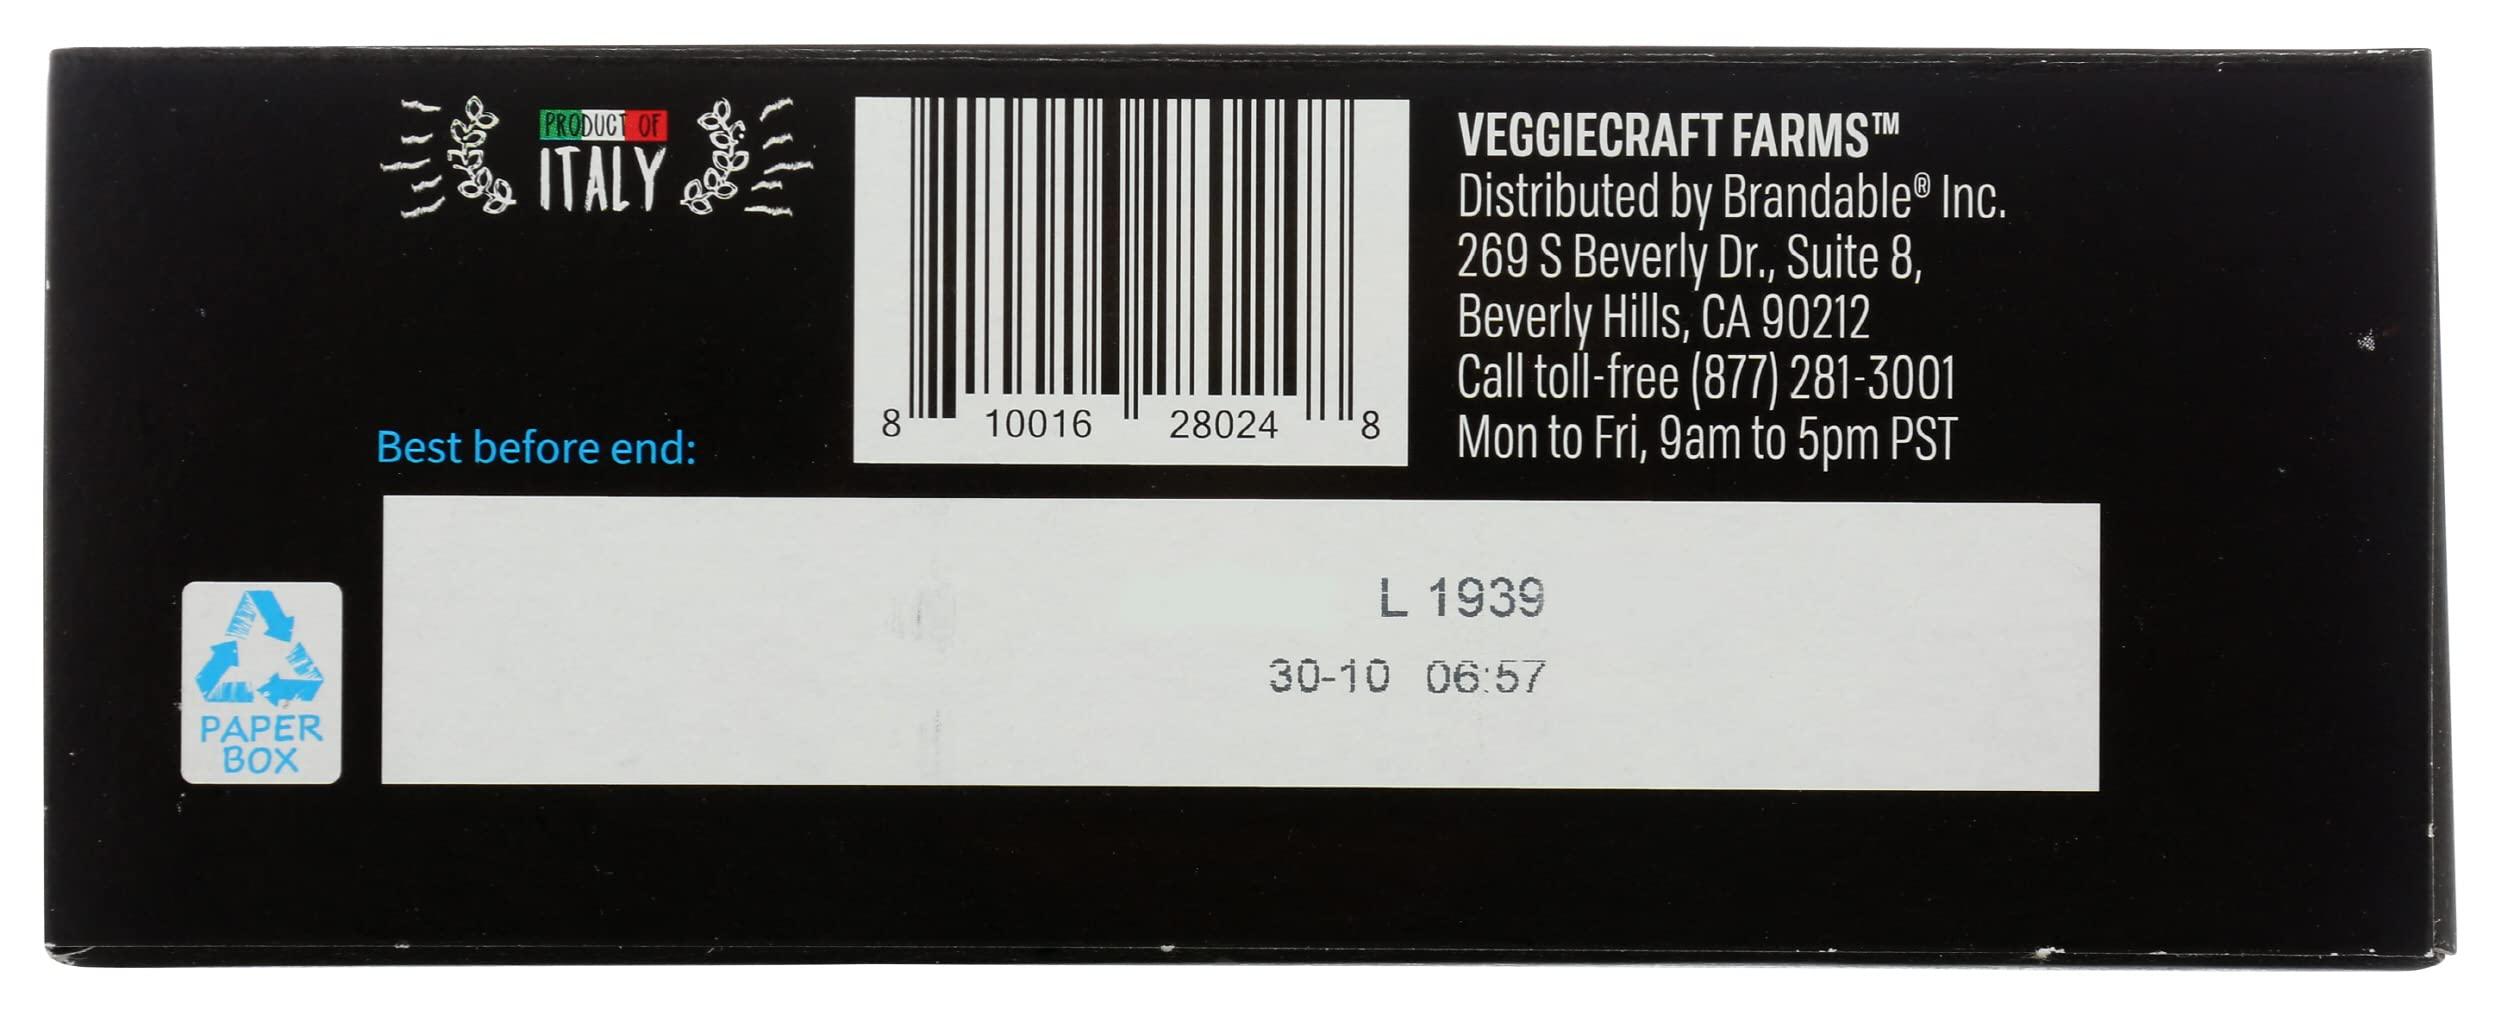 PRODUCT OF
ITALY
8 10016 28024 8
VEGGIECRAFT FARMS™
Distributed by Brandable® Inc.
269 S Beverly Dr., Suite 8,
Beverly Hills, CA 90212
Call toll-free (877) 281-3001
Mon to Fri, 9am to 5pm PST
Best before end:
L 1939
30-10 06:57
PAPER
BOX